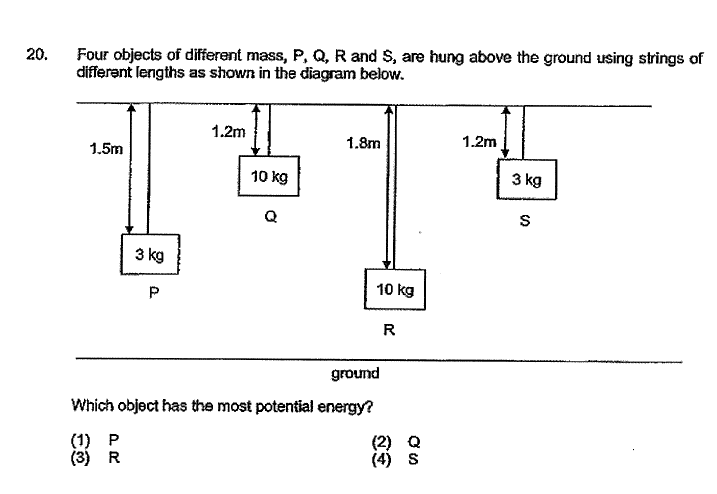 20. Four objects of different mass, P, Q, R and S, are hung above the ground using strings of
different lengths as shown in the diagram below.
1.5m
1.2m
1.8m
1.2m
10 kg
3 kg
Q
S
3 kg
P
10 kg
R
ground
Which object has the most potential energy?
(1) P (2) Q
(3) R (4) S